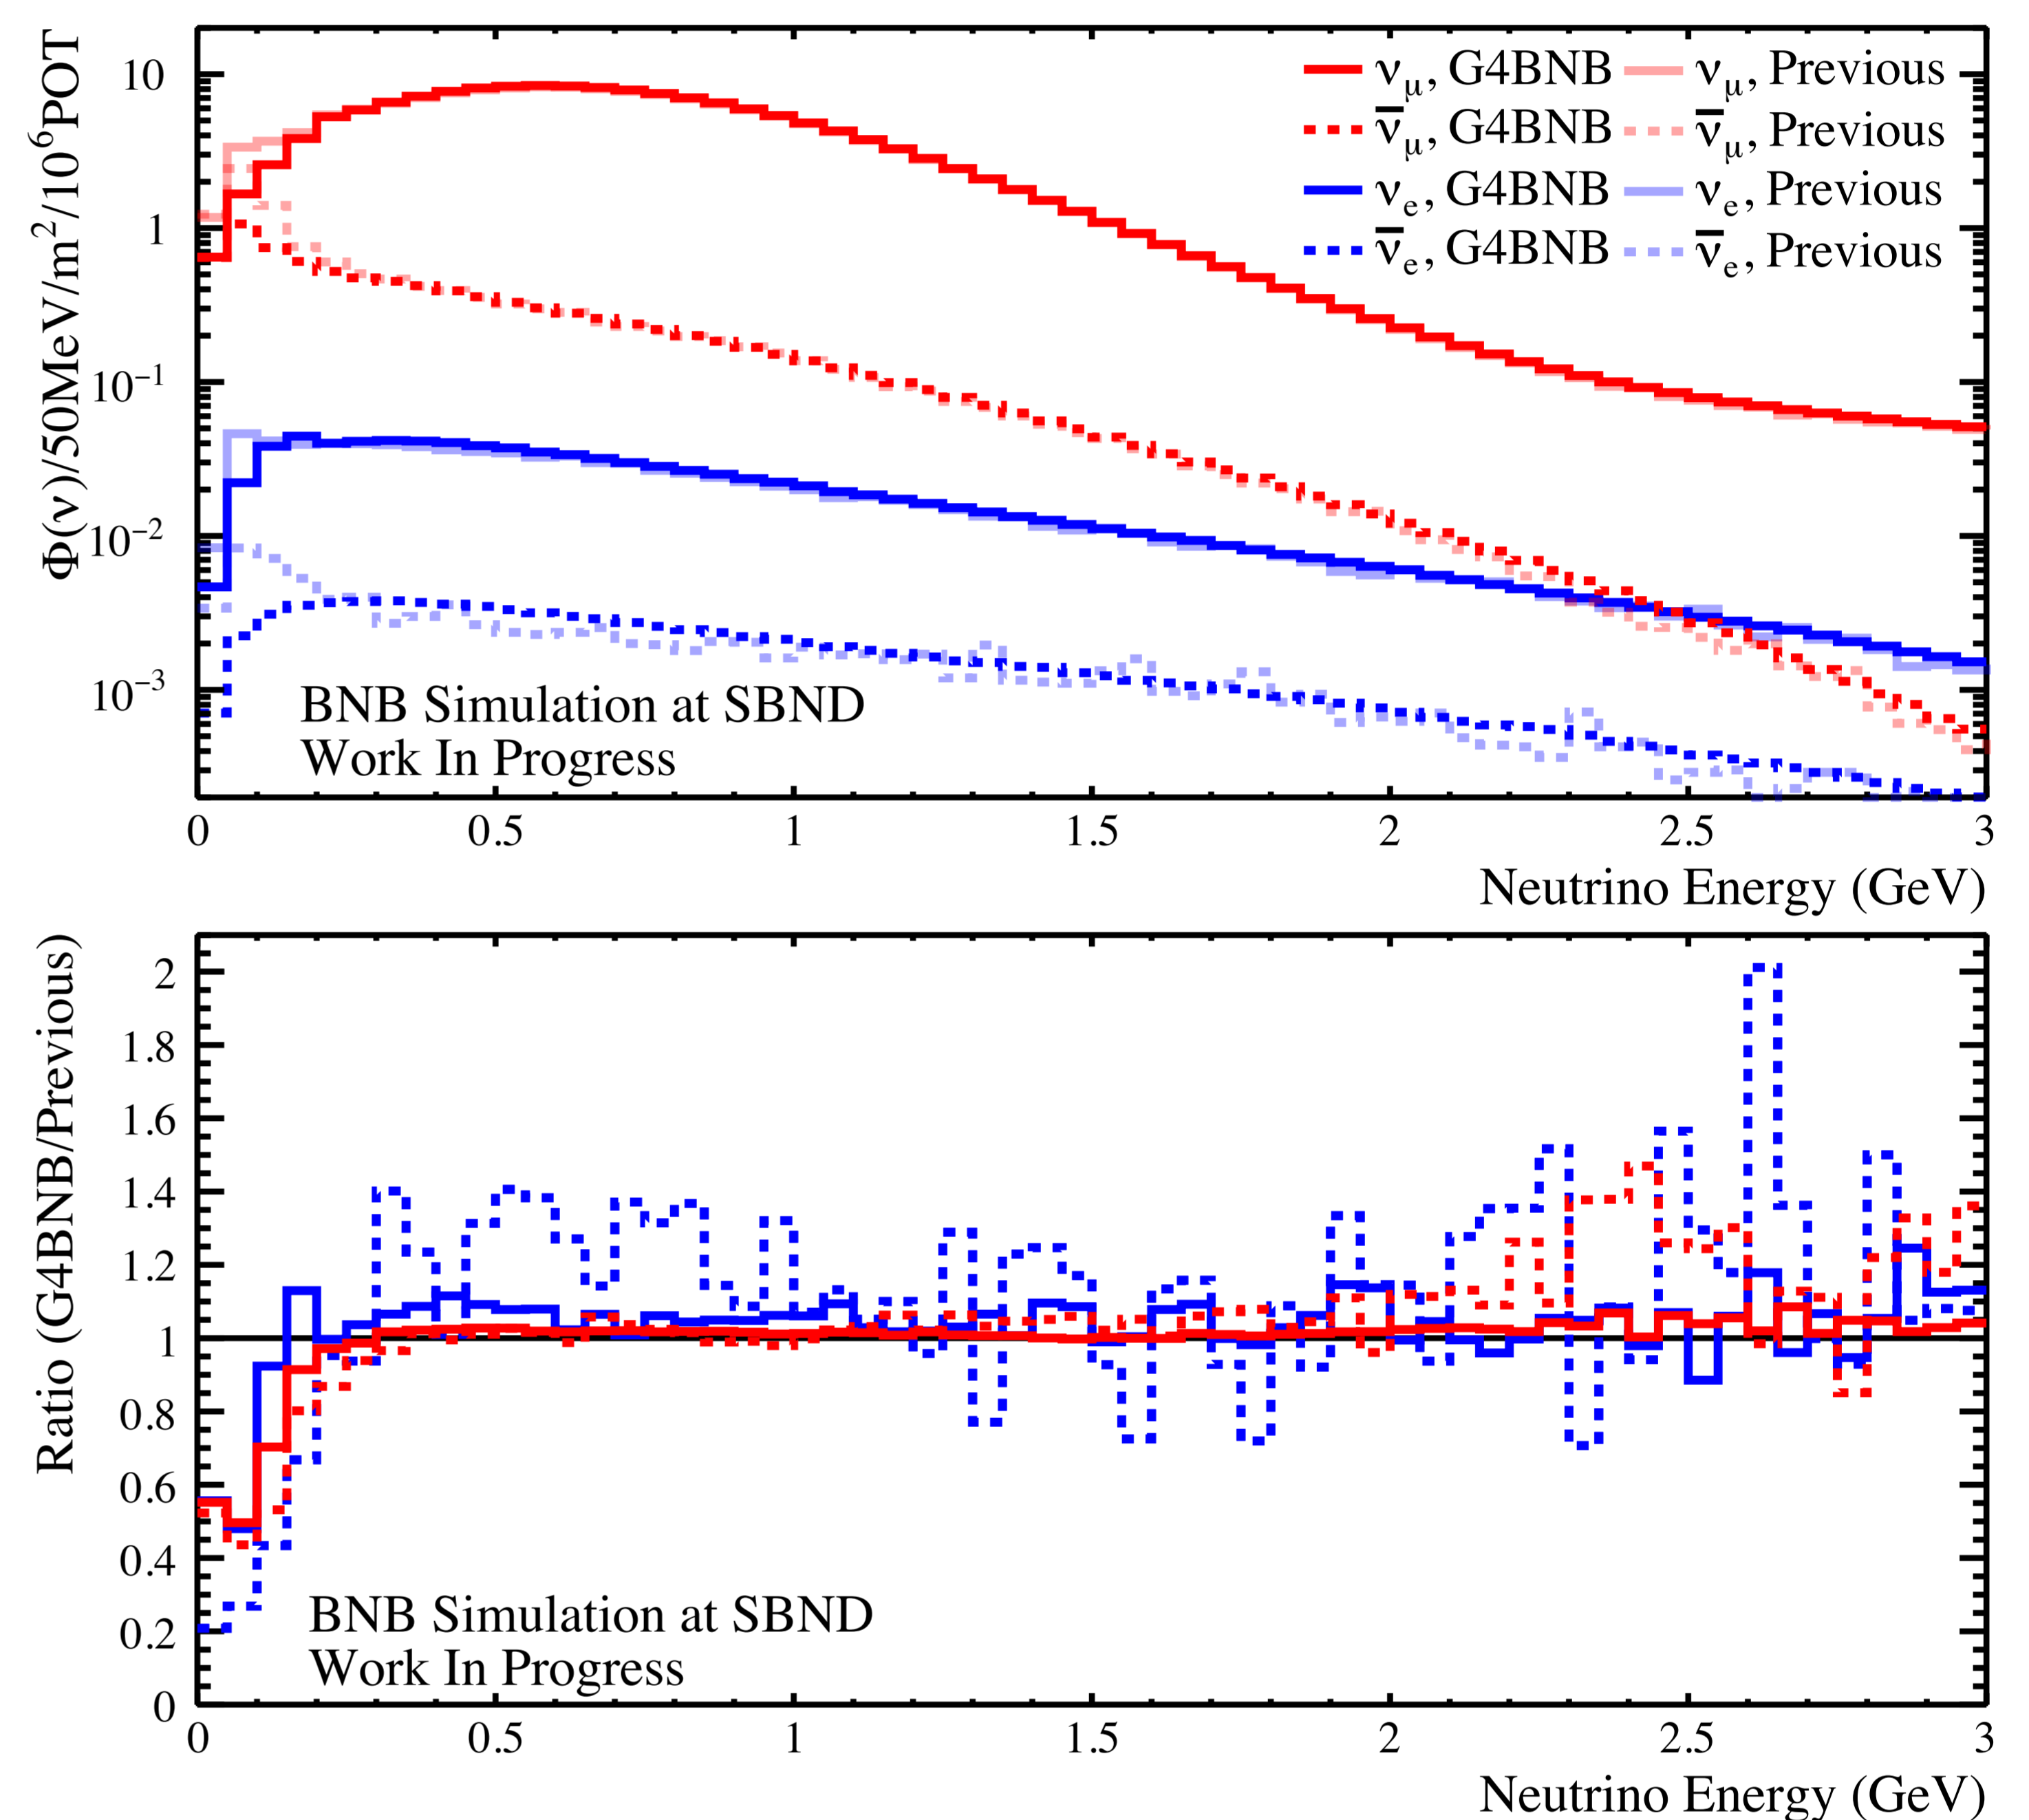 Φ(ν)/50MeV/m²/10⁶POT
10
1
10⁻¹
10⁻²
10⁻³
ν_μ, G4BNB ν_μ, Previous
ν̅_μ, G4BNB ν̅_μ, Previous
ν_e, G4BNB ν_e, Previous
ν̅_e, G4BNB ν̅_e, Previous
BNB Simulation at SBND
Work In Progress
0 0.5 1 1.5 2 2.5 3
Neutrino Energy (GeV)
Ratio (G4BNB/Previous)
2
1.8
1.6
1.4
1.2
1
0.8
0.6
0.4
0.2
0
BNB Simulation at SBND
Work In Progress
0 0.5 1 1.5 2 2.5 3
Neutrino Energy (GeV)